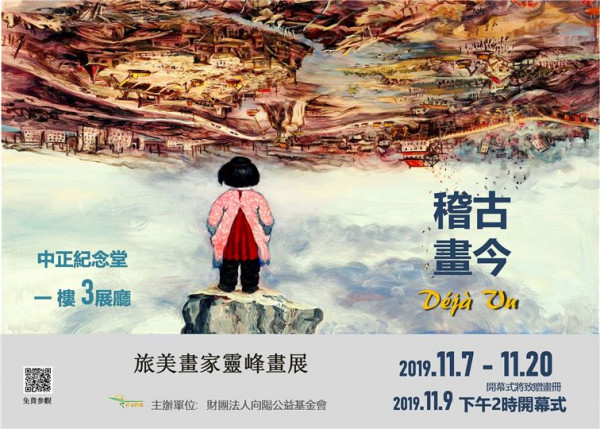 稽古
畫今
Déjà Vu
中正紀念堂
一樓 3展廳
旅美畫家靈峰畫展
2019.11.7 - 11.20
開幕式將致贈畫冊
2019.11.9 下午2時開幕式
免費參觀
主辦單位: 財團法人向陽公益基金會